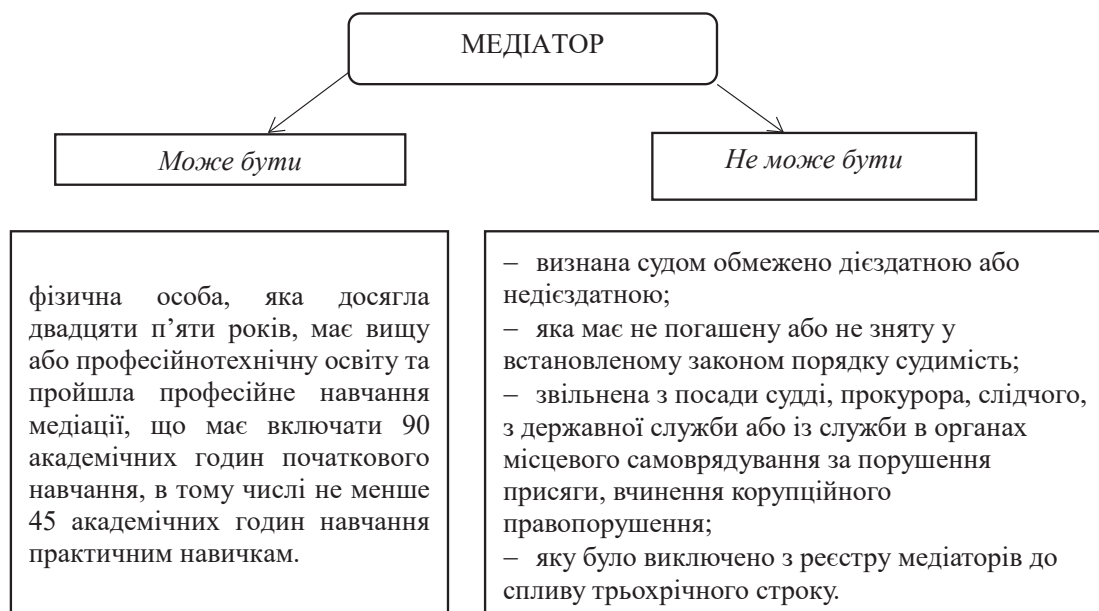 МЕДІАТОР
Може бути
Не може бути
фізична особа, яка досягла
двадцяти п’яти років, має вищу
або професійнотехнічну освіту та
пройшла професійне навчання
медіації, що має включати 90
академічних годин початкового
навчання, в тому числі не менше
45 академічних годин навчання
практичним навичкам.
– визнана судом обмежено дієздатною або
недієздатною;
– яка має не погашену або не зняту у
встановленому законом порядку судимість;
– звільнена з посади судді, прокурора, слідчого,
з державної служби або із служби в органах
місцевого самоврядування за порушення
присяги, вчинення корупційного
правопорушення;
– яку було виключено з реєстру медіаторів до
спливу трьохрічного строку.